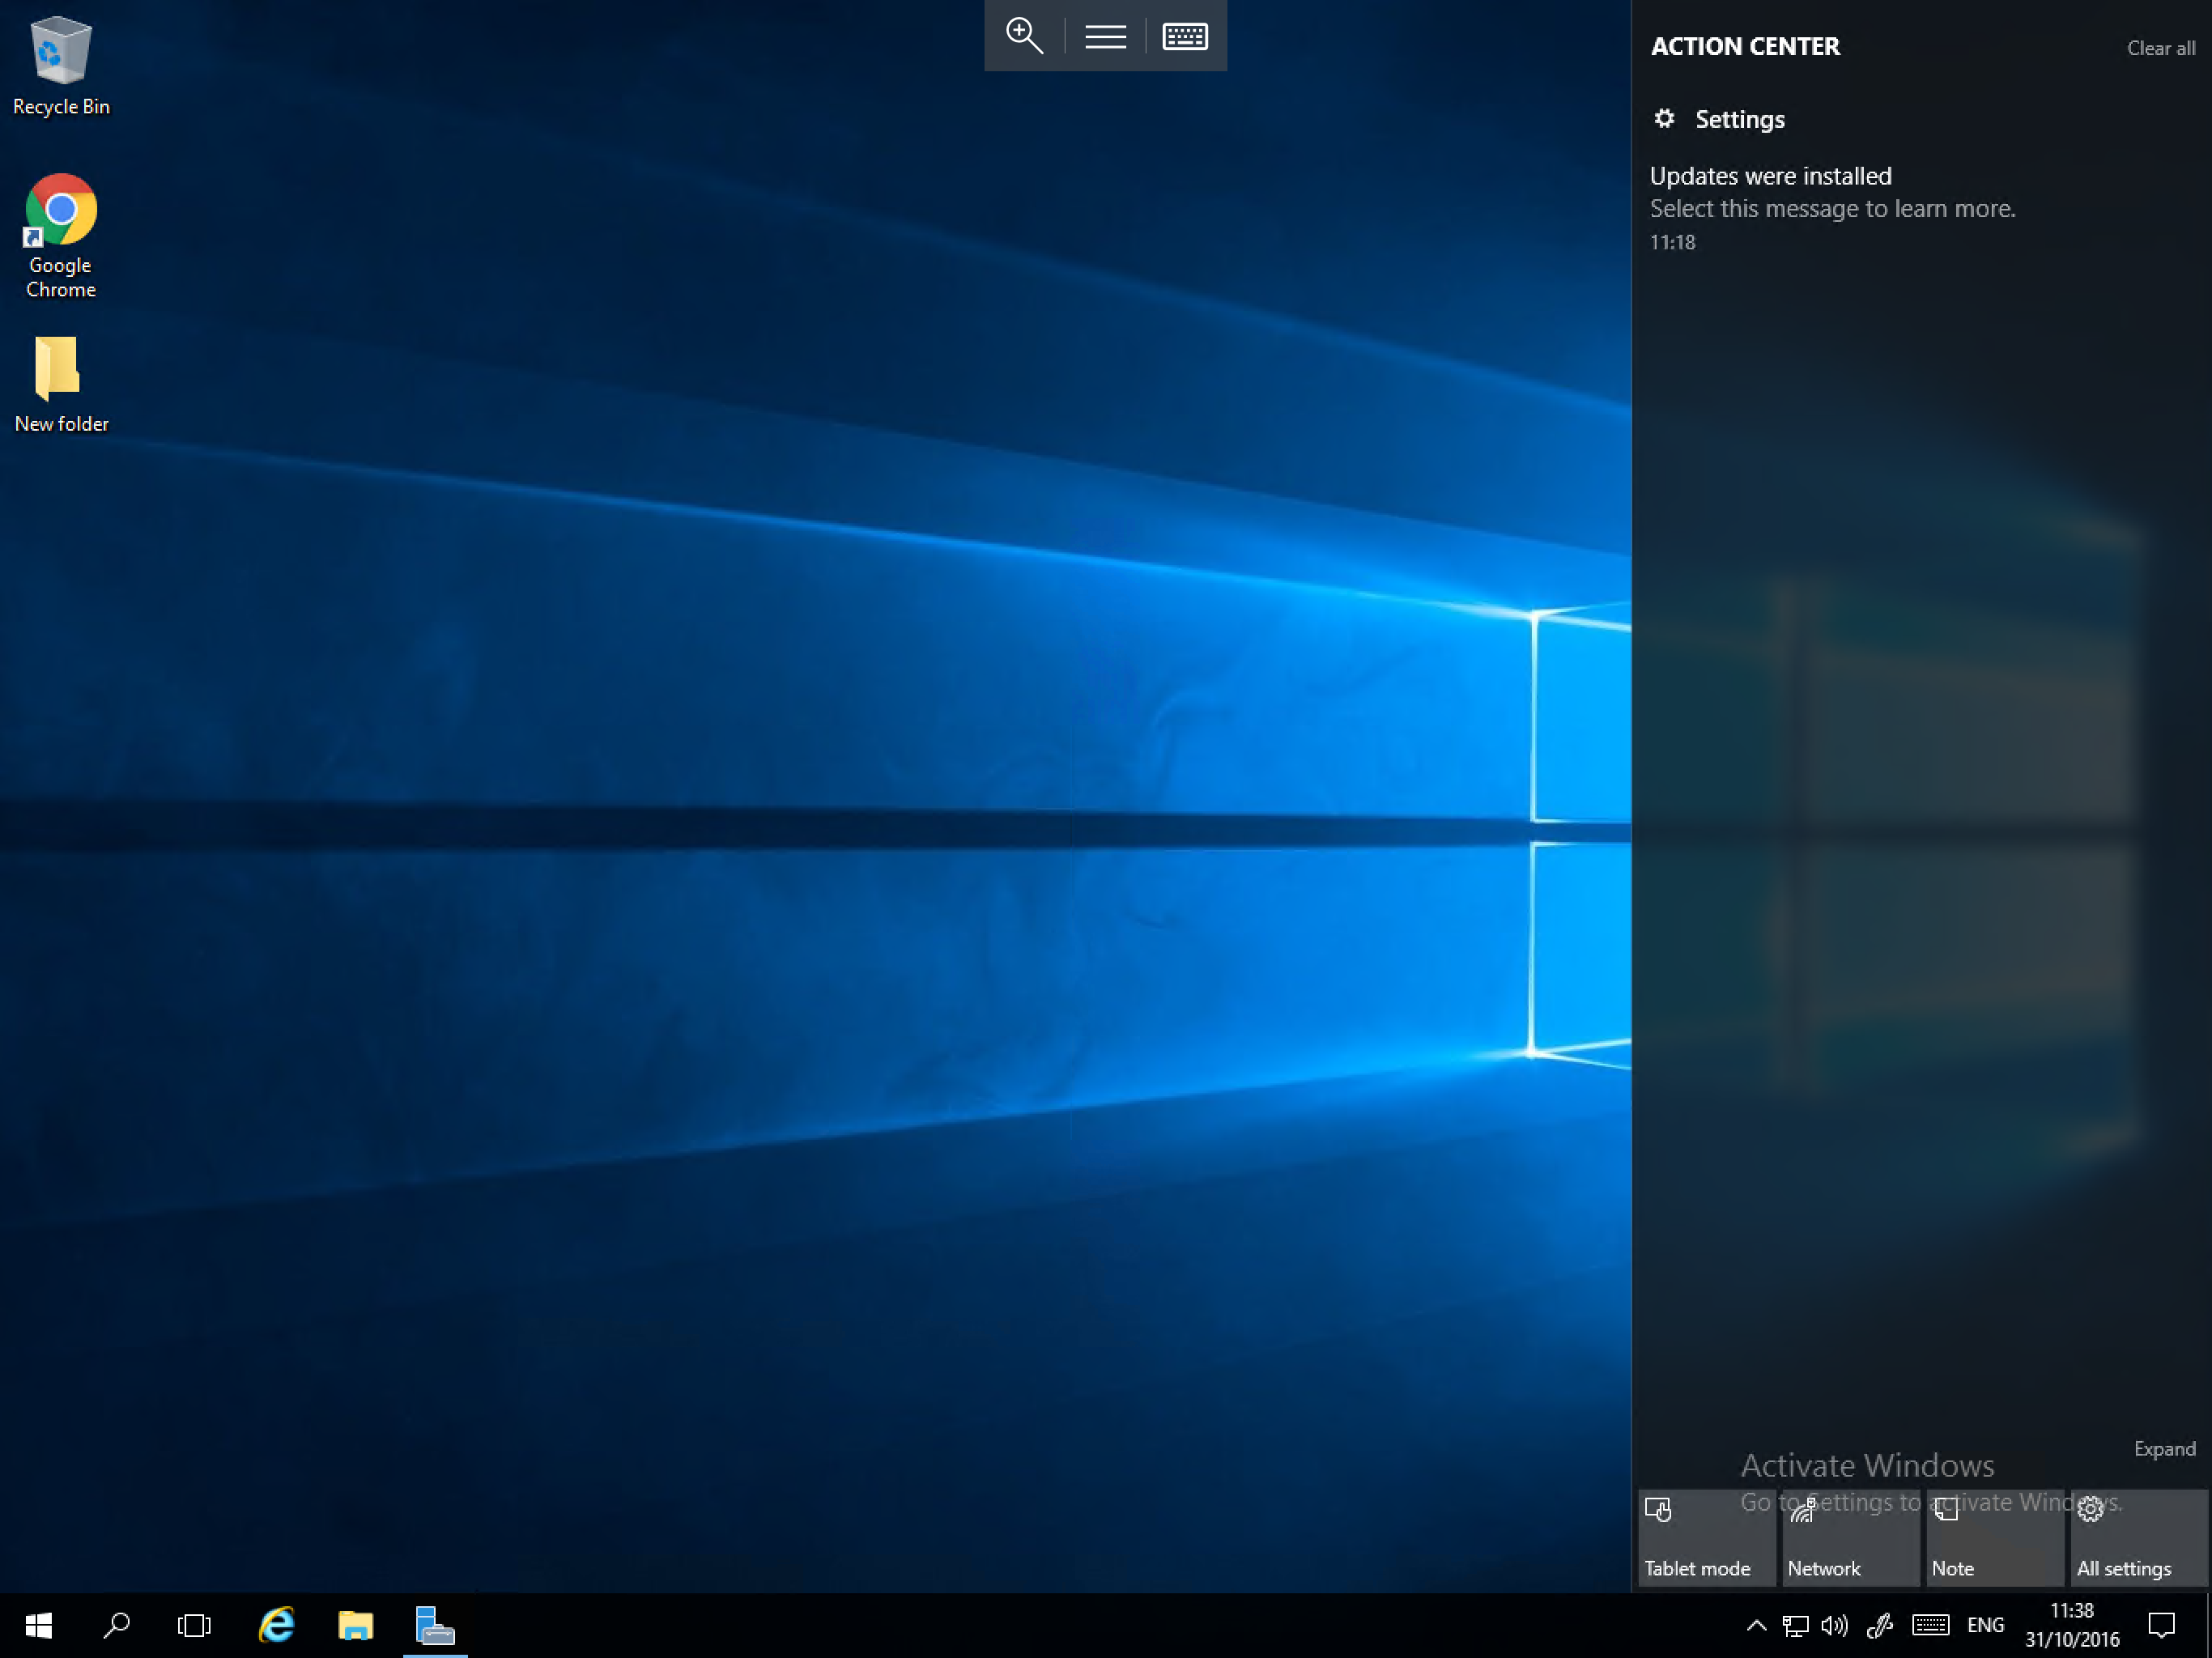 Recycle Bin
Google
Chrome
New folder
ACTION CENTER
Clear all
Settings
Updates were installed
Select this message to learn more.
11:18
Expand
Activate Windows
Go to Settings to activate Windows.
Tablet mode
Network
Note
All settings
ENG
11:38
31/10/2016